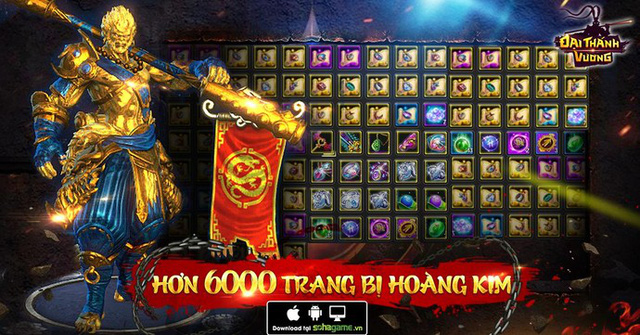 ĐẠI THÁNH
VƯƠNG
HƠN 6000 TRANG BỊ HOÀNG KIM
Download tại sohagame.vn